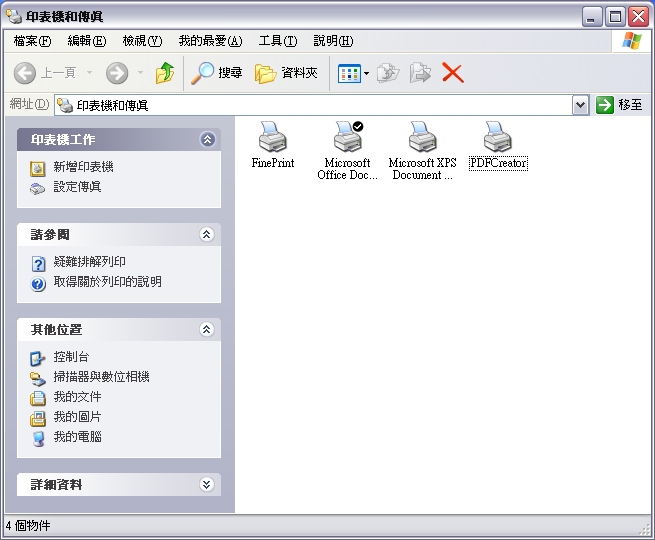 印表機和傳真
檔案(F) 編輯(E) 檢視(V) 我的最愛(A) 工具(T) 說明(H)
上一頁 搜尋 資料夾
網址(D) 印表機和傳真 移至
印表機工作
新增印表機
設定傳真
請參閱
疑難排解列印
取得關於列印的說明
其他位置
控制台
掃描器與數位相機
我的文件
我的圖片
我的電腦
詳細資料
FinePrint
Microsoft
Office Doc...
Microsoft XPS
Document ...
PDFCreator
4 個物件